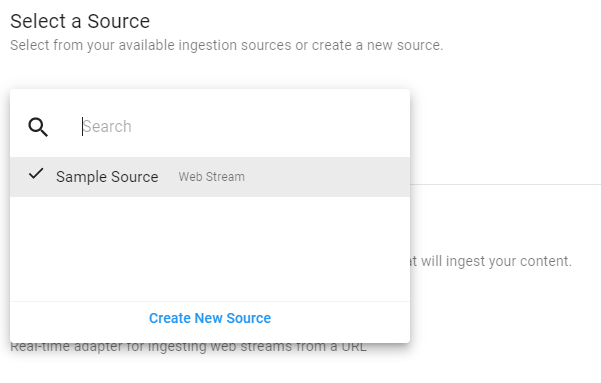 Select a Source
Select from your available ingestion sources or create a new source.
Search
Sample Source Web Stream
will ingest your content.
Create New Source
Real-time adapter for ingesting web streams from a URL